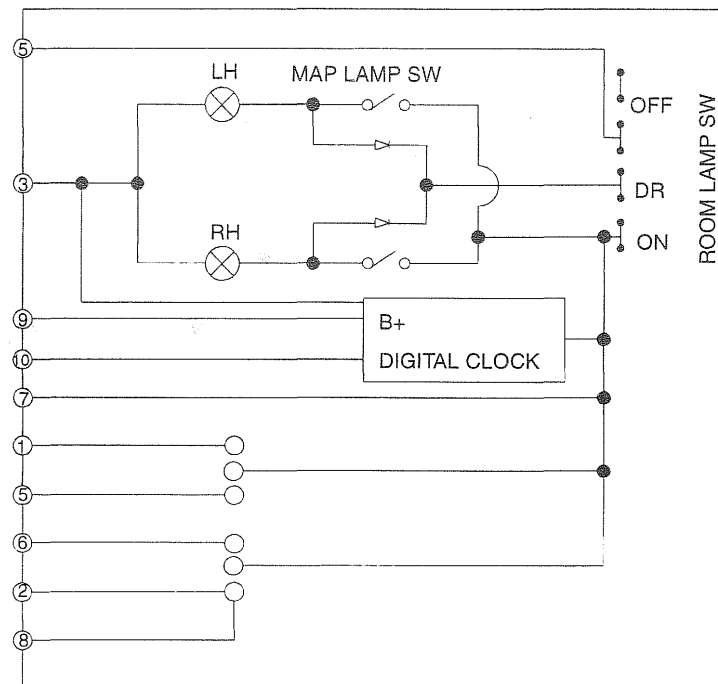 5
LH
MAP LAMP SW
OFF
3
DR
RH
ON
ROOM LAMP SW
9
B+
10
DIGITAL CLOCK
7
1
5
6
2
8